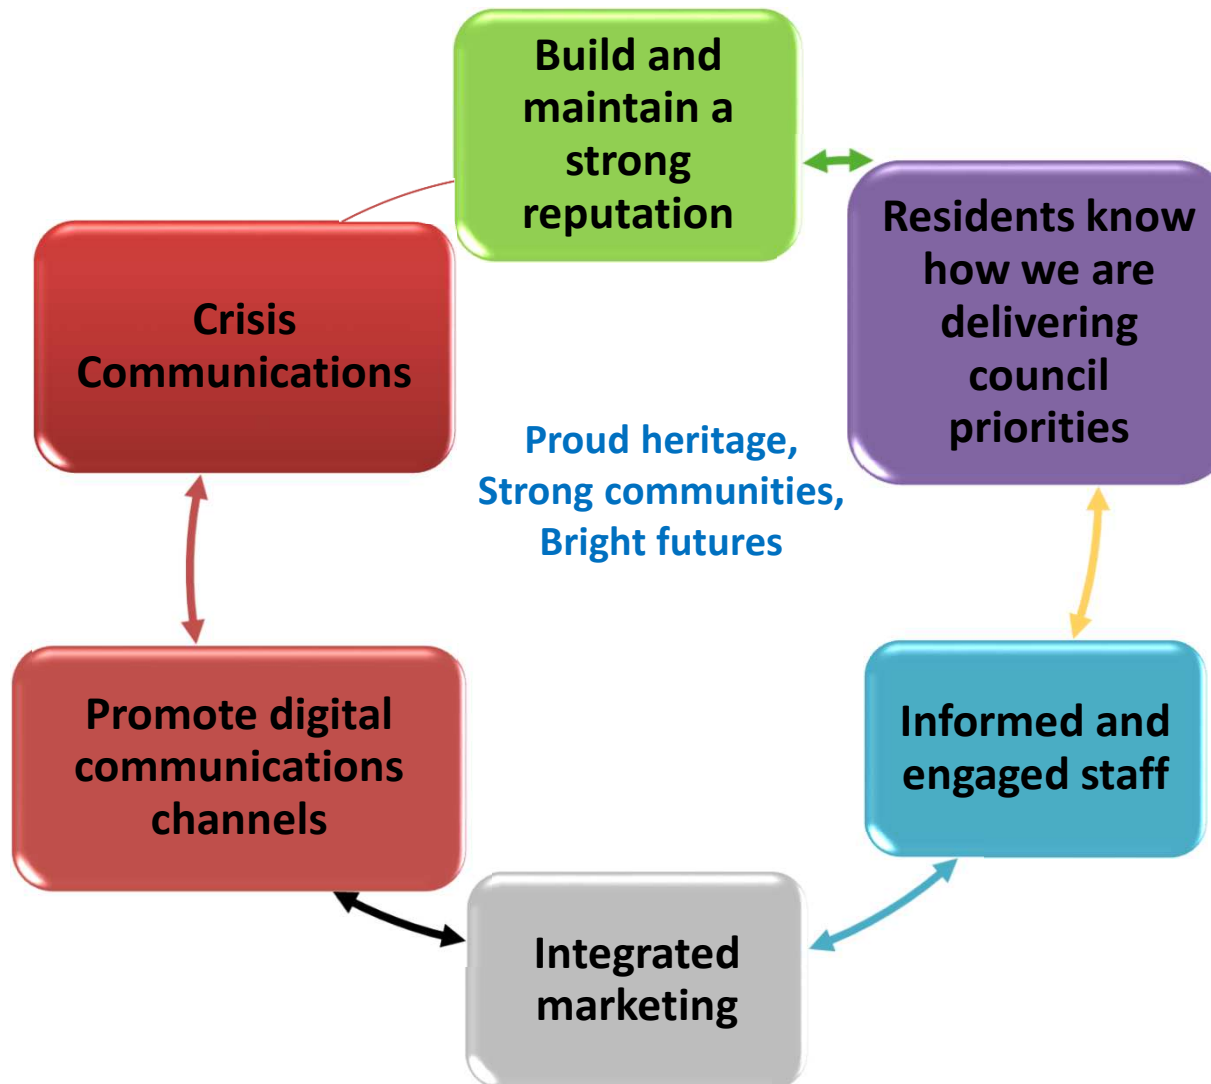 Build and
maintain a
strong
reputation
Residents know
how we are
delivering
council
priorities
Crisis
Communications
Proud heritage,
Strong communities,
Bright futures
Promote digital
communications
channels
Informed and
engaged staff
Integrated
marketing